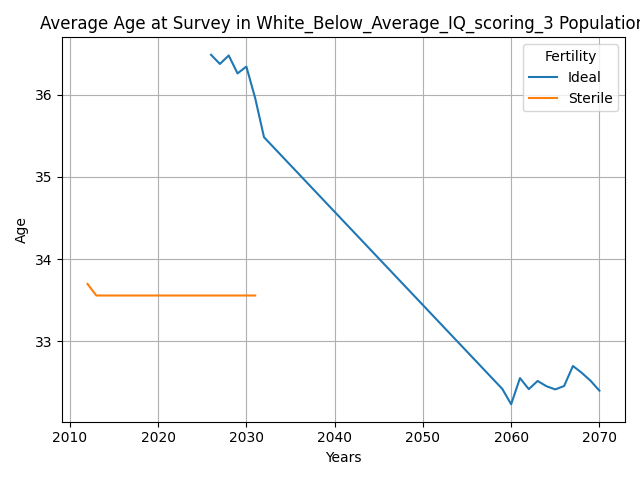 Average Age at Survey in White_Below_Average_IQ_scoring_3 Population
Fertility
Ideal
Sterile
36
35
34
33
Age
2010 2020 2030 2040 2050 2060 2070
Years